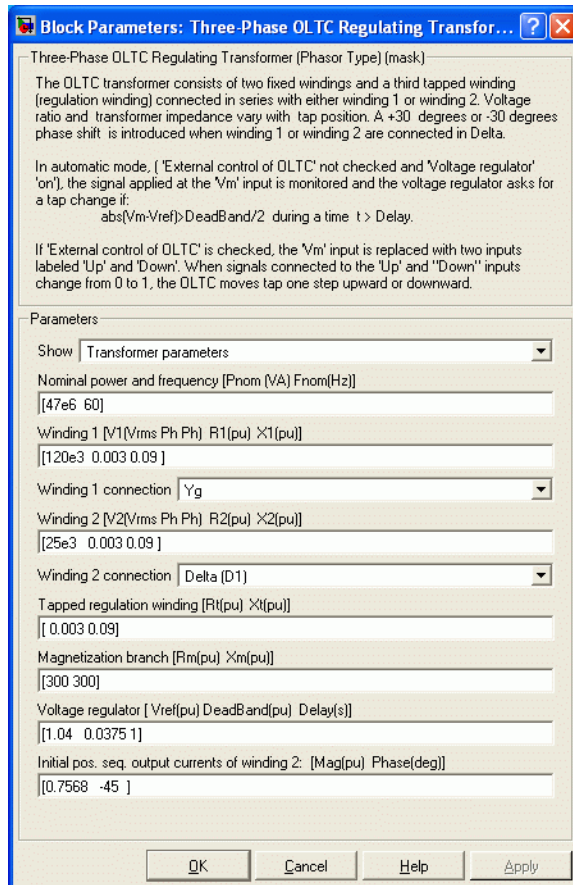 Block Parameters: Three-Phase OLTC Regulating Transfor...
Three-Phase OLTC Regulating Transformer (Phasor Type) (mask)
The OLTC transformer consists of two fixed windings and a third tapped winding
(regulation winding) connected in series with either winding 1 or winding 2. Voltage
ratio and transformer impedance vary with tap position. A +30 degrees or -30 degrees
phase shift is introduced when winding 1 or winding 2 are connected in Delta.
In automatic mode, ( 'External control of OLTC' not checked and 'Voltage regulator'
'on'), the signal applied at the 'Vm' input is monitored and the voltage regulator asks for
a tap change if:
abs(Vm-Vref)>DeadBand/2 during a time t > Delay.
If 'External control of OLTC' is checked, the 'Vm' input is replaced with two inputs
labeled 'Up' and 'Down'. When signals connected to the 'Up' and "Down" inputs
change from 0 to 1, the OLTC moves tap one step upward or downward.
Parameters
Show Transformer parameters
Nominal power and frequency [Pnom (VA) Fnom(Hz)]
[47e6 60]
Winding 1 [V1(Vrms Ph Ph) R1(pu) X1(pu)]
[120e3 0.003 0.09 ]
Winding 1 connection Yg
Winding 2 [V2(Vrms Ph Ph) R2(pu) X2(pu)]
[25e3 0.003 0.09 ]
Winding 2 connection Delta (D1)
Tapped regulation winding [Rt(pu) Xt(pu)]
[ 0.003 0.09]
Magnetization branch [Rm(pu) Xm(pu)]
[300 300]
Voltage regulator [ Vref(pu) DeadBand(pu) Delay(s)]
[1.04 0.0375 1]
Initial pos. seq. output currents of winding 2: [Mag(pu) Phase(deg)]
[0.7568 -45 ]
OK Cancel Help Apply